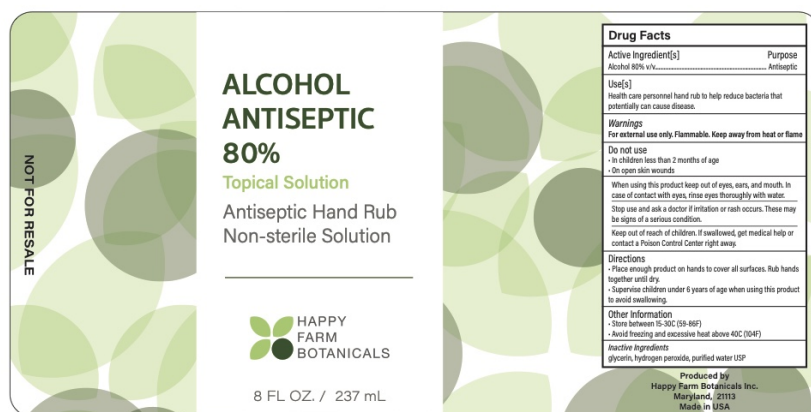 NOT FOR RESALE
ALCOHOL
ANTISEPTIC
80%
Topical Solution
Antiseptic Hand Rub
Non-sterile Solution
HAPPY
FARM
BOTANICALS
8 FL OZ. / 237 mL
Drug Facts
Active Ingredient[s] Purpose
Alcohol 80% v/v........................................................ Antiseptic
Use[s]
Health care personnel hand rub to help reduce bacteria that
potentially can cause disease.
Warnings
For external use only. Flammable. Keep away from heat or flame
Do not use
• In children less than 2 months of age
• On open skin wounds
When using this product keep out of eyes, ears, and mouth. In
case of contact with eyes, rinse eyes thoroughly with water.
Stop use and ask a doctor if irritation or rash occurs. These may
be signs of a serious condition.
Keep out of reach of children. If swallowed, get medical help or
contact a Poison Control Center right away.
Directions
• Place enough product on hands to cover all surfaces. Rub hands
together until dry.
• Supervise children under 6 years of age when using this product
to avoid swallowing.
Other Information
• Store between 15-30C (59-86F)
• Avoid freezing and excessive heat above 40C (104F)
Inactive Ingredients
glycerin, hydrogen peroxide, purified water USP
Produced by
Happy Farm Botanicals Inc.
Maryland, 21113
Made in USA